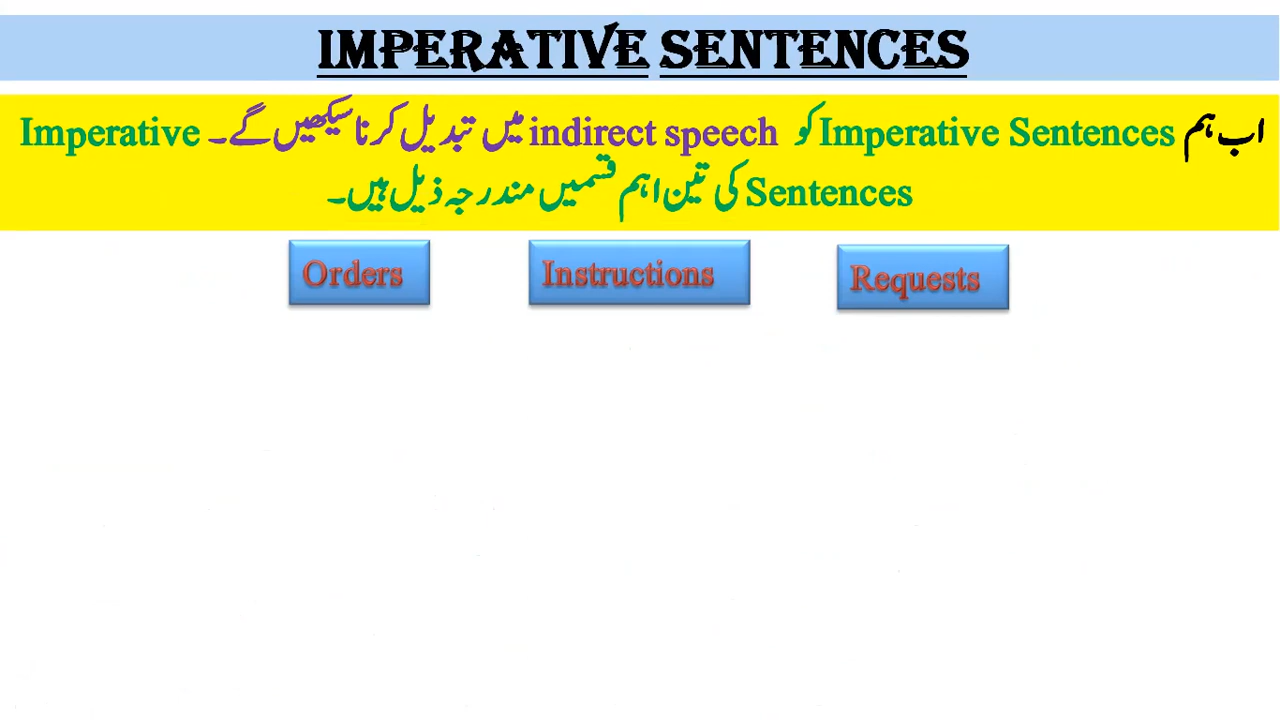 IMPERATIVE SENTENCES
اب ہم Imperative Sentences کو indirect speech میں تبدیل کرنا سیکھیں گے۔ Imperative
Sentences کی تین اہم قسمیں مندرجہ ذیل ہیں۔
Orders Instructions Requests